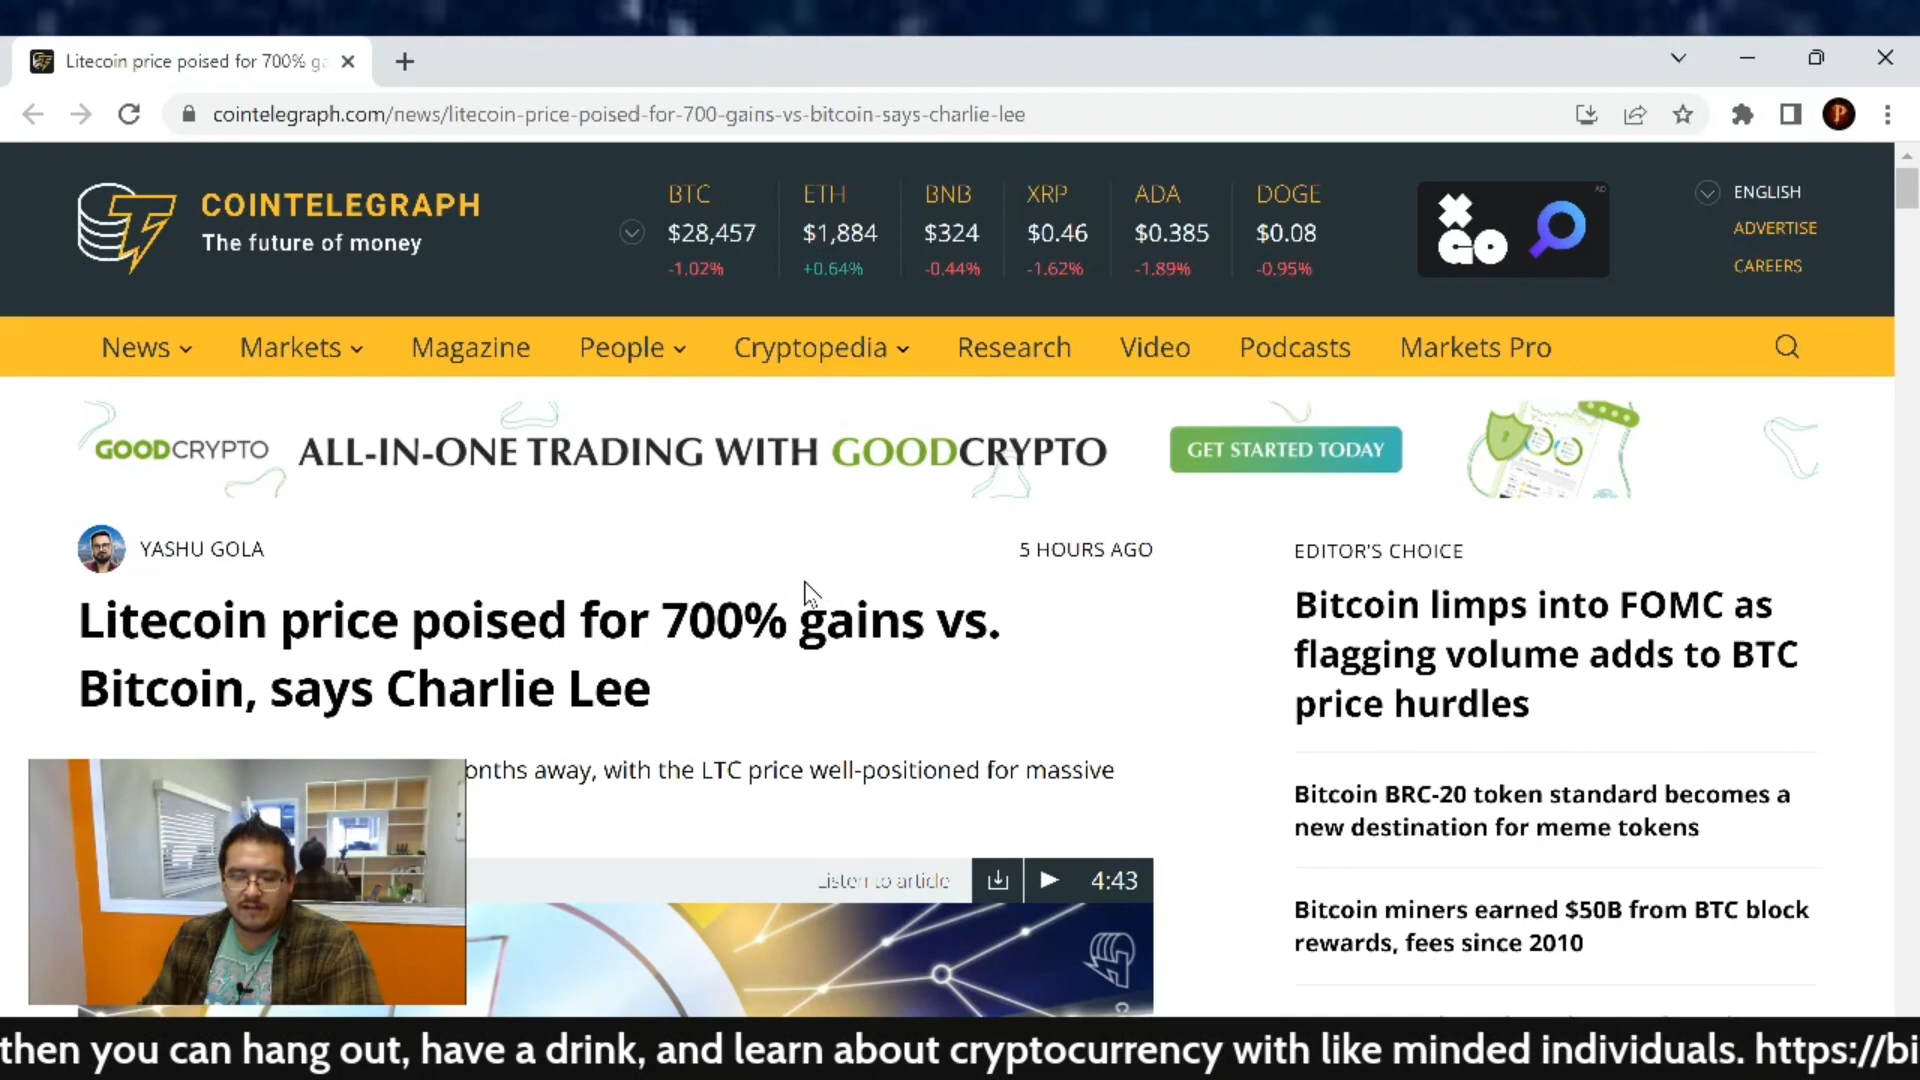 Litecoin price poised for 700% ga
cointelegraph.com/news/litecoin-price-poised-for-700-gains-vs-bitcoin-says-charlie-lee
P
COINTELEGRAPH
The future of money
BTC ETH BNB XRP ADA DOGE
$28,457 $1,884 $324 $0.46 $0.385 $0.08
-1.02% +0.64% -0.44% -1.62% -1.89% -0.95%
AD
GO
ENGLISH
ADVERTISE
CAREERS
News Markets Magazine People Cryptopedia Research Video Podcasts Markets Pro
GOODCRYPTO ALL-IN-ONE TRADING WITH GOODCRYPTO GET STARTED TODAY
YASHU GOLA 5 HOURS AGO
Litecoin price poised for 700% gains vs.
Bitcoin, says Charlie Lee
onths away, with the LTC price well-positioned for massive
Listen to article 4:43
EDITOR'S CHOICE
Bitcoin limps into FOMC as
flagging volume adds to BTC
price hurdles
Bitcoin BRC-20 token standard becomes a
new destination for meme tokens
Bitcoin miners earned $50B from BTC block
rewards, fees since 2010
then you can hang out, have a drink, and learn about cryptocurrency with like minded individuals. https://bi